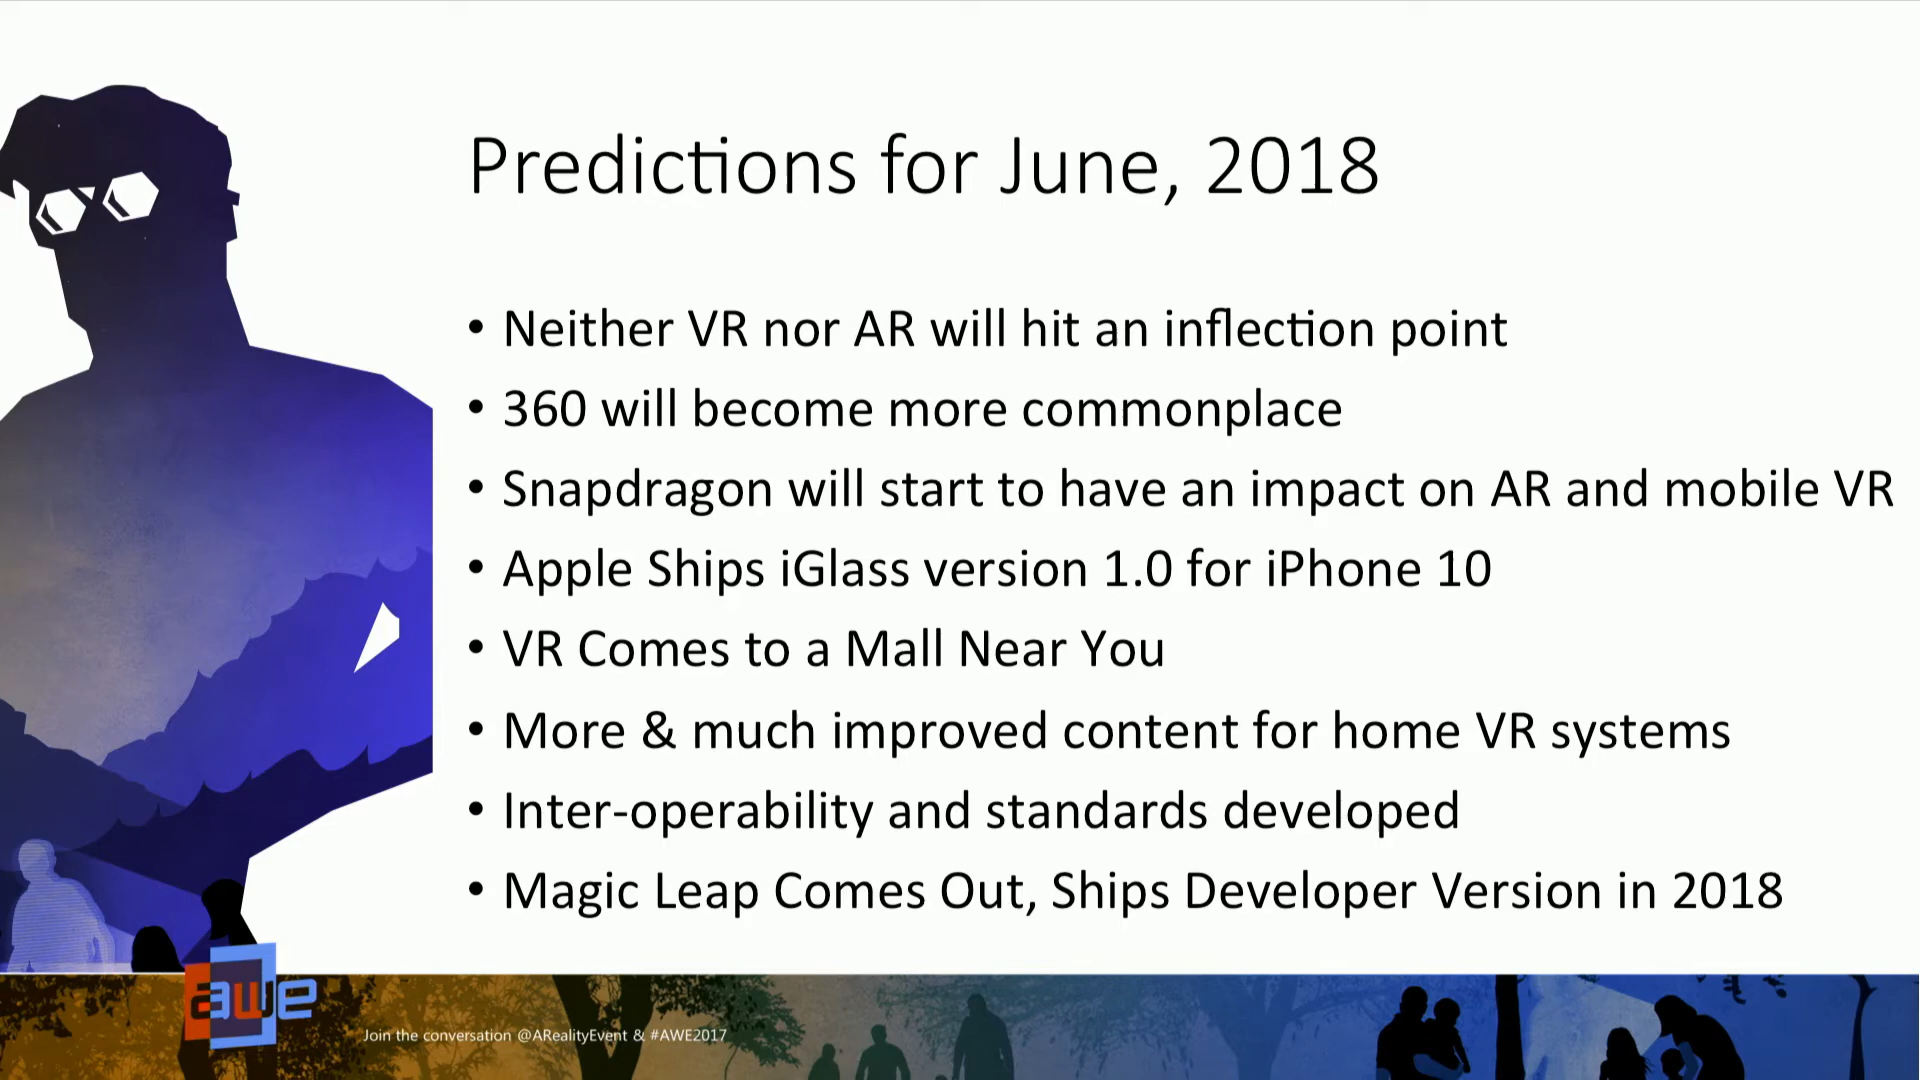 Predictions for June, 2018
• Neither VR nor AR will hit an inflection point
• 360 will become more commonplace
• Snapdragon will start to have an impact on AR and mobile VR
• Apple Ships iGlass version 1.0 for iPhone 10
• VR Comes to a Mall Near You
• More & much improved content for home VR systems
• Inter-operability and standards developed
• Magic Leap Comes Out, Ships Developer Version in 2018
awe
Join the conversation @ARealityEvent & #AWE2017